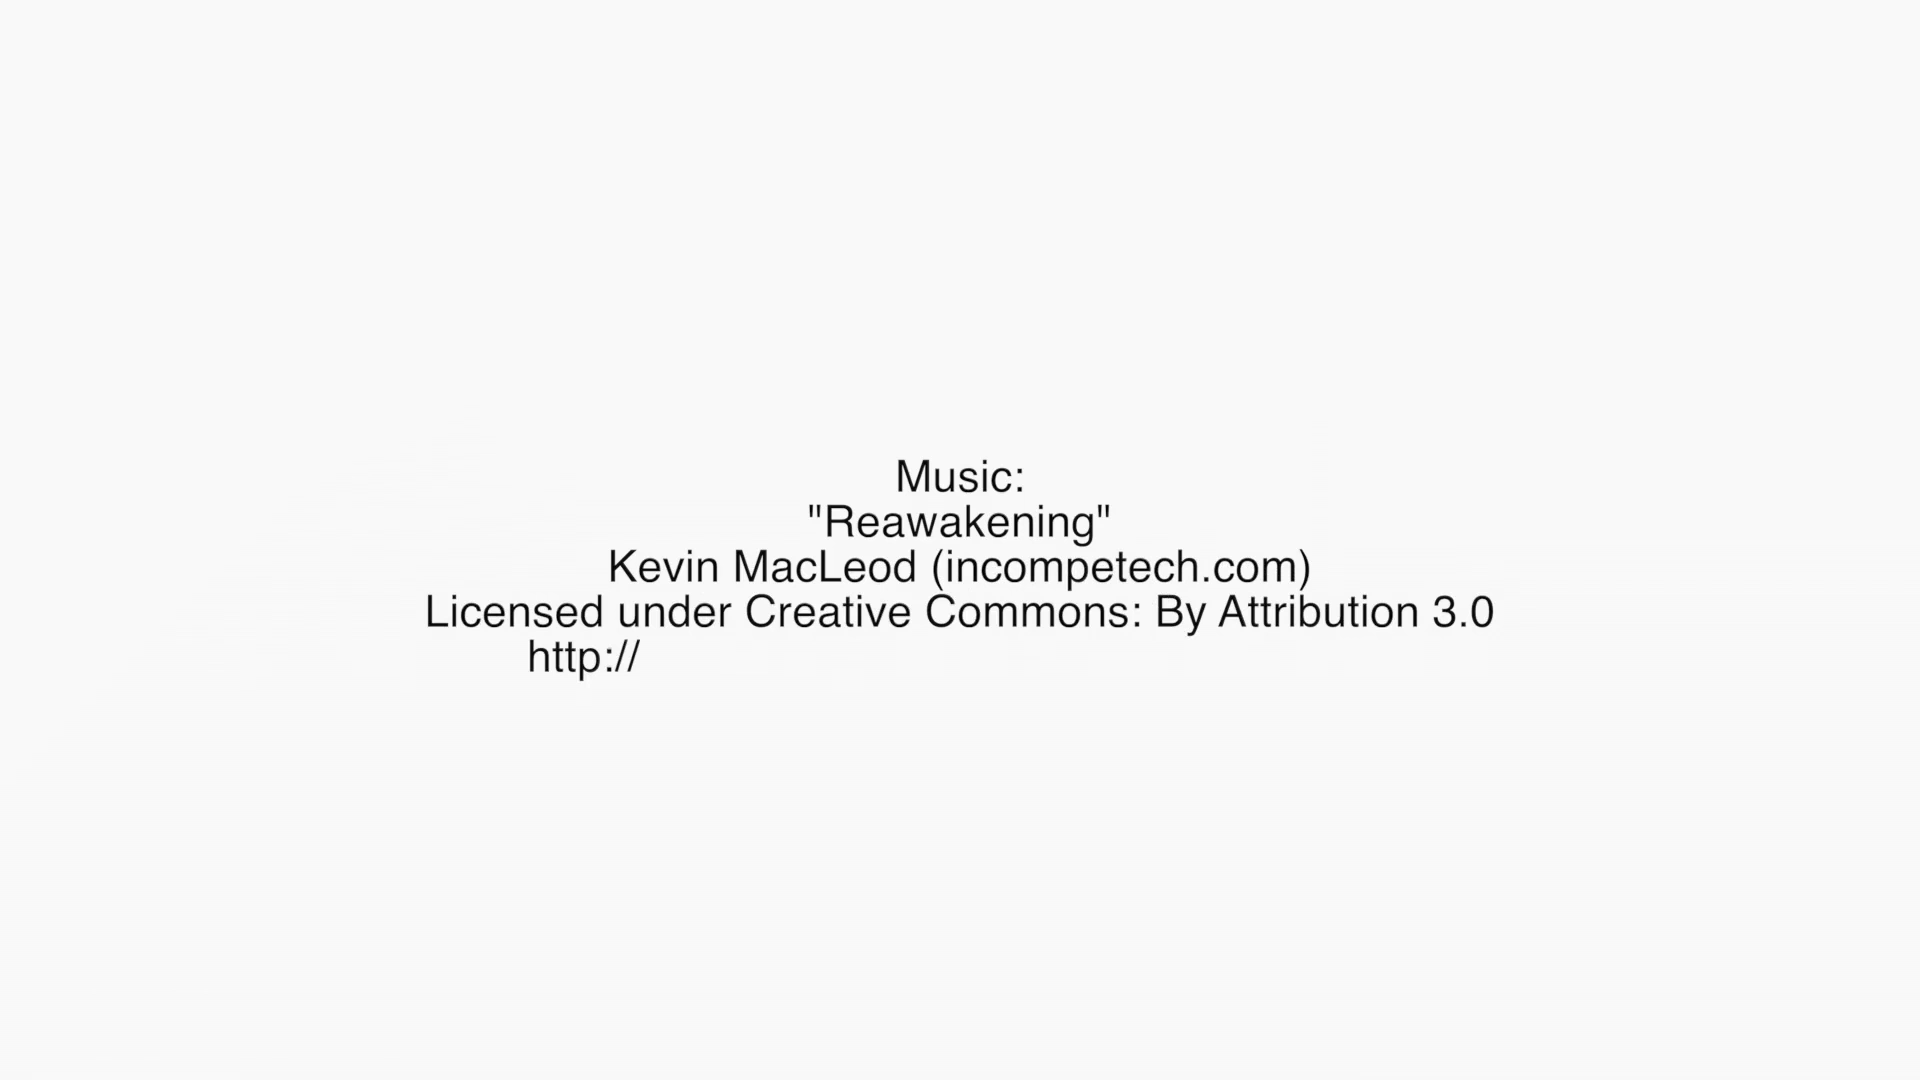 Music:
"Reawakening"
Kevin MacLeod (incompetech.com)
Licensed under Creative Commons: By Attribution 3.0
http://